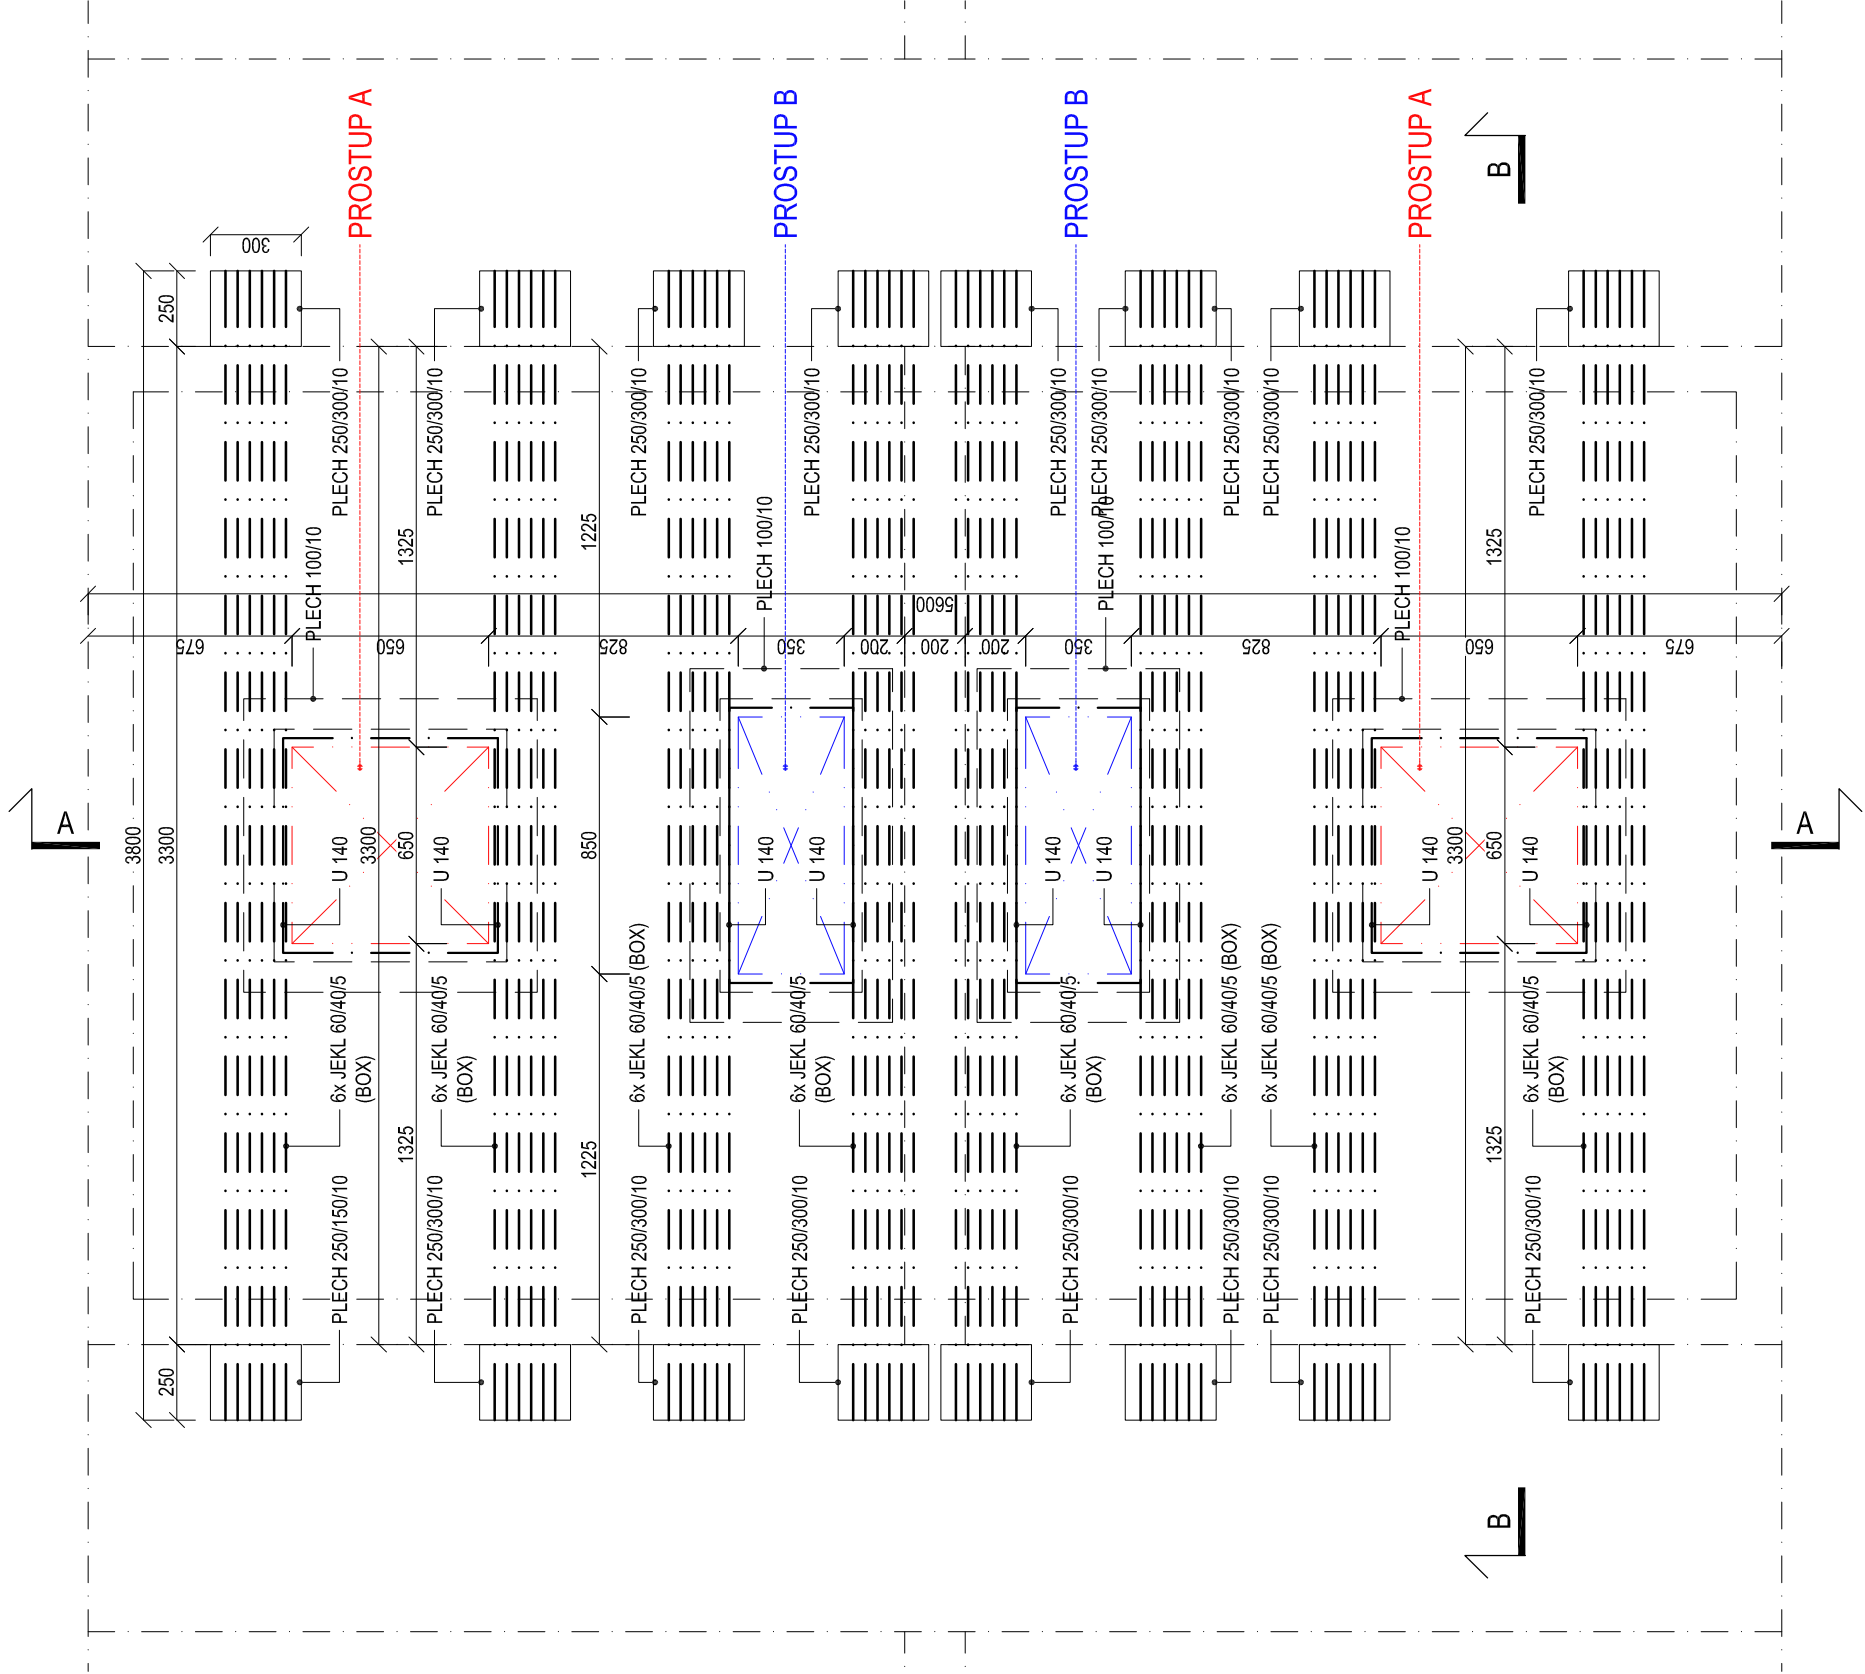 PROSTUP A
PROSTUP B
PROSTUP B
PROSTUP A
B
300
250
PLECH 250/300/10
PLECH 250/300/10
PLECH 250/300/10
PLECH 250/300/10
PLECH 250/300/10
PLECH 250/300/10
PLECH 250/300/10
PLECH 250/300/10
PLECH 250/300/10
PLECH 100/10
1325
1225
PLECH 100/10
PLECH 100/10
PLECH 100/10
1325
5600
675
650
825
350
200
200
200
350
825
650
675
A
3800
3300
U 140
3300
650
U 140
850
U 140
U 140
U 140
U 140
U 140
3300
650
U 140
A
6x JEKL 60/40/5
(BOX)
6x JEKL 60/40/5
(BOX)
6x JEKL 60/40/5 (BOX)
6x JEKL 60/40/5
(BOX)
6x JEKL 60/40/5
(BOX)
6x JEKL 60/40/5 (BOX)
6x JEKL 60/40/5 (BOX)
6x JEKL 60/40/5
(BOX)
1325
1225
1325
PLECH 250/150/10
PLECH 250/300/10
PLECH 250/300/10
PLECH 250/300/10
PLECH 250/300/10
PLECH 250/300/10
PLECH 250/300/10
PLECH 250/300/10
250
B